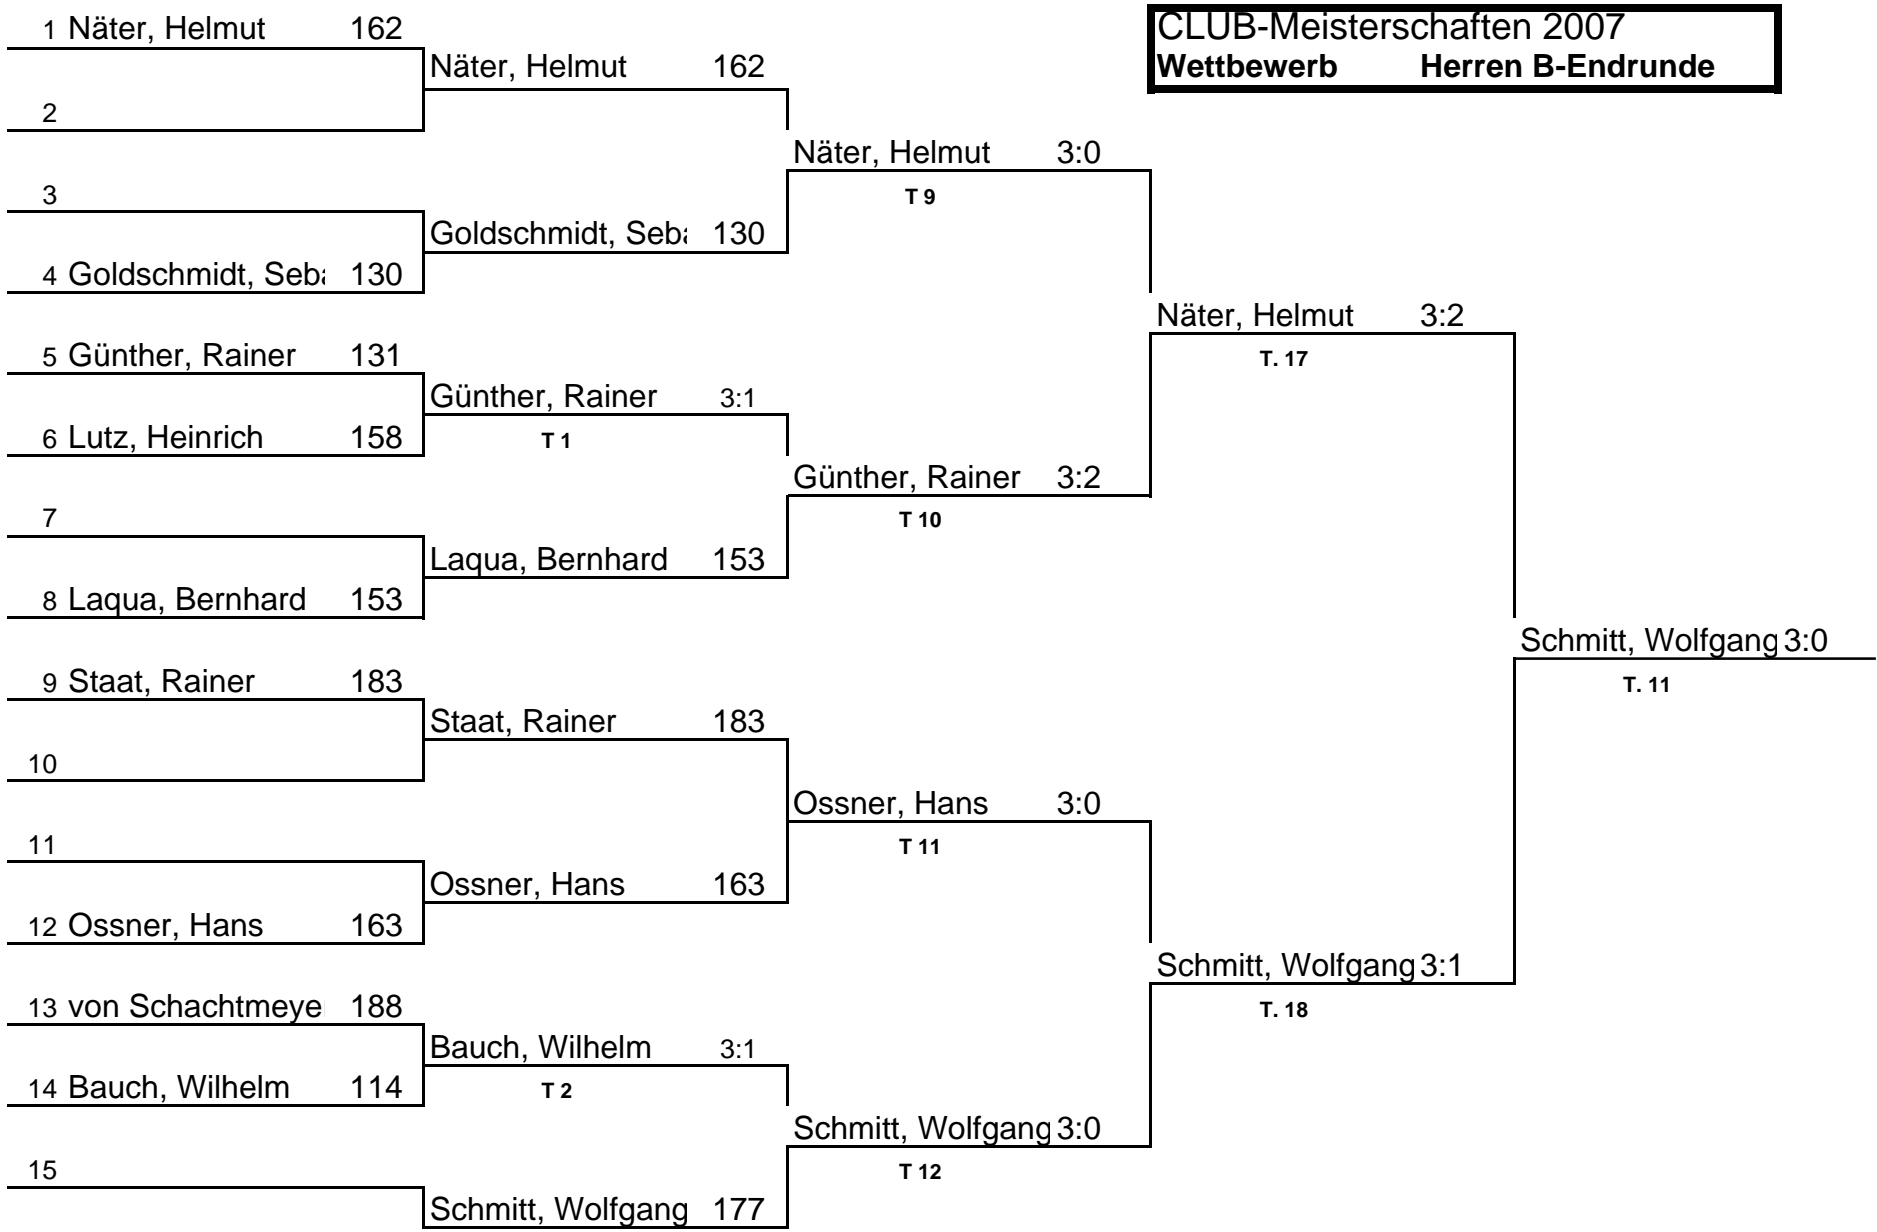 1 Näter, Helmut 162
CLUB-Meisterschaften 2007
Näter, Helmut 162
Wettbewerb Herren B-Endrunde
2
Näter, Helmut 3:0
3
T 9
Goldschmidt, Seba 130
4 Goldschmidt, Seba 130
Näter, Helmut 3:2
5 Günther, Rainer 131
T. 17
Günther, Rainer 3:1
6 Lutz, Heinrich 158
T 1
Günther, Rainer 3:2
7
T 10
Laqua, Bernhard 153
8 Laqua, Bernhard 153
Schmitt, Wolfgang 3:0
9 Staat, Rainer 183
T. 11
Staat, Rainer 183
10
Ossner, Hans 3:0
11
T 11
Ossner, Hans 163
12 Ossner, Hans 163
Schmitt, Wolfgang 3:1
13 von Schachtmeye 188
T. 18
Bauch, Wilhelm 3:1
14 Bauch, Wilhelm 114
T 2
Schmitt, Wolfgang 3:0
15
T 12
Schmitt, Wolfgang 177